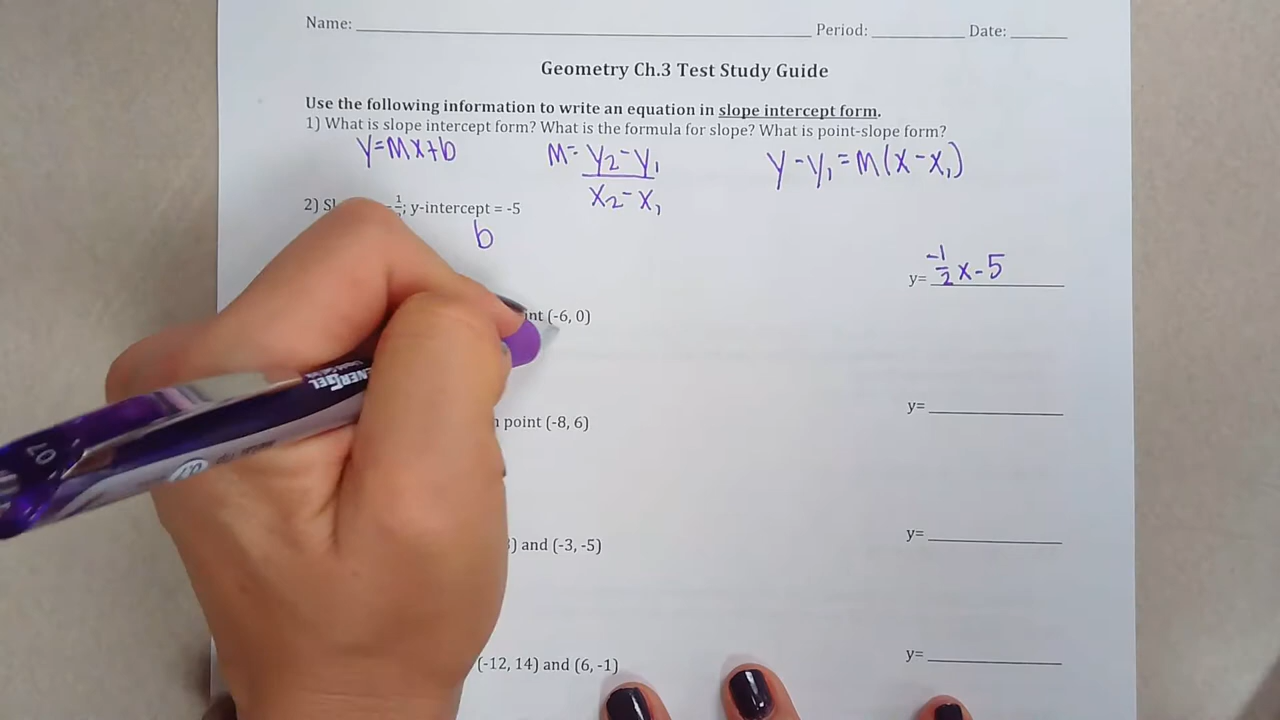 Name: Period: Date:
Geometry Ch.3 Test Study Guide
Use the following information to write an equation in slope intercept form.
1) What is slope intercept form? What is the formula for slope? What is point-slope form?
y=mx+b m= y₂-y₁ y-y₁=m(x-x₁)
x₂-x₁
2) y-intercept = -5
b
y= -1/2 x-5
(-6, 0)
y=
point (-8, 6)
y=
and (-3, -5)
y=
(-12, 14) and (6, -1)
ENERGEL
07